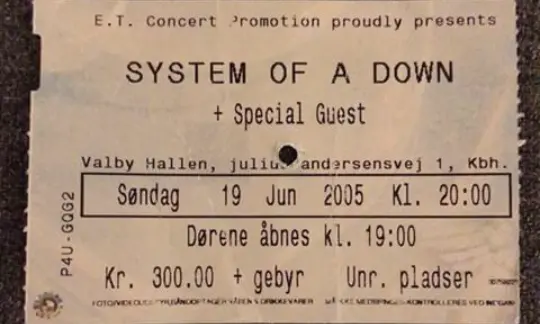 E.T. Concert Promotion proudly presents
SYSTEM OF A DOWN
+ Special Guest
Valby Hallen, julius andersensvej 1, Kbh.
Søndag 19 Jun 2005 Kl. 20:00
Dørene åbnes kl. 19:00
Kr. 300.00 + gebyr Unr. pladser
P4U-GQG2